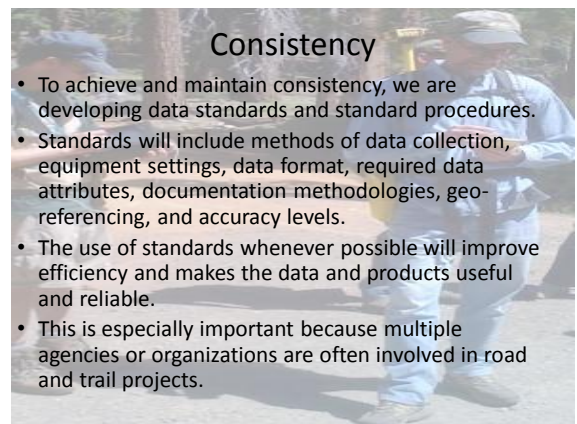 Consistency
• To achieve and maintain consistency, we are
developing data standards and standard procedures.
• Standards will include methods of data collection,
equipment settings, data format, required data
attributes, documentation methodologies, geo-
referencing, and accuracy levels.
• The use of standards whenever possible will improve
efficiency and makes the data and products useful
and reliable.
• This is especially important because multiple
agencies or organizations are often involved in road
and trail projects.